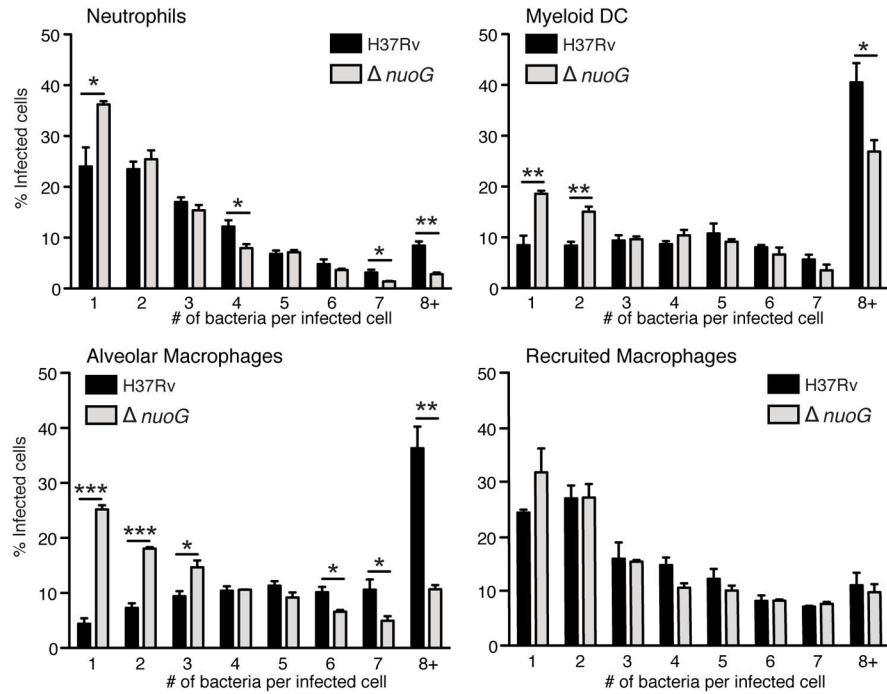 Neutrophils
H37Rv
Δ nuoG
% Infected cells
50
40
30
20
10
0
*
*
*
**
1 2 3 4 5 6 7 8+
# of bacteria per infected cell
Myeloid DC
H37Rv
Δ nuoG
50
40
30
20
10
0
**
**
*
1 2 3 4 5 6 7 8+
# of bacteria per infected cell
Alveolar Macrophages
H37Rv
Δ nuoG
% Infected cells
50
40
30
20
10
0
***
***
*
*
*
**
1 2 3 4 5 6 7 8+
# of bacteria per infected cell
Recruited Macrophages
H37Rv
Δ nuoG
50
40
30
20
10
0
1 2 3 4 5 6 7 8+
# of bacteria per infected cell